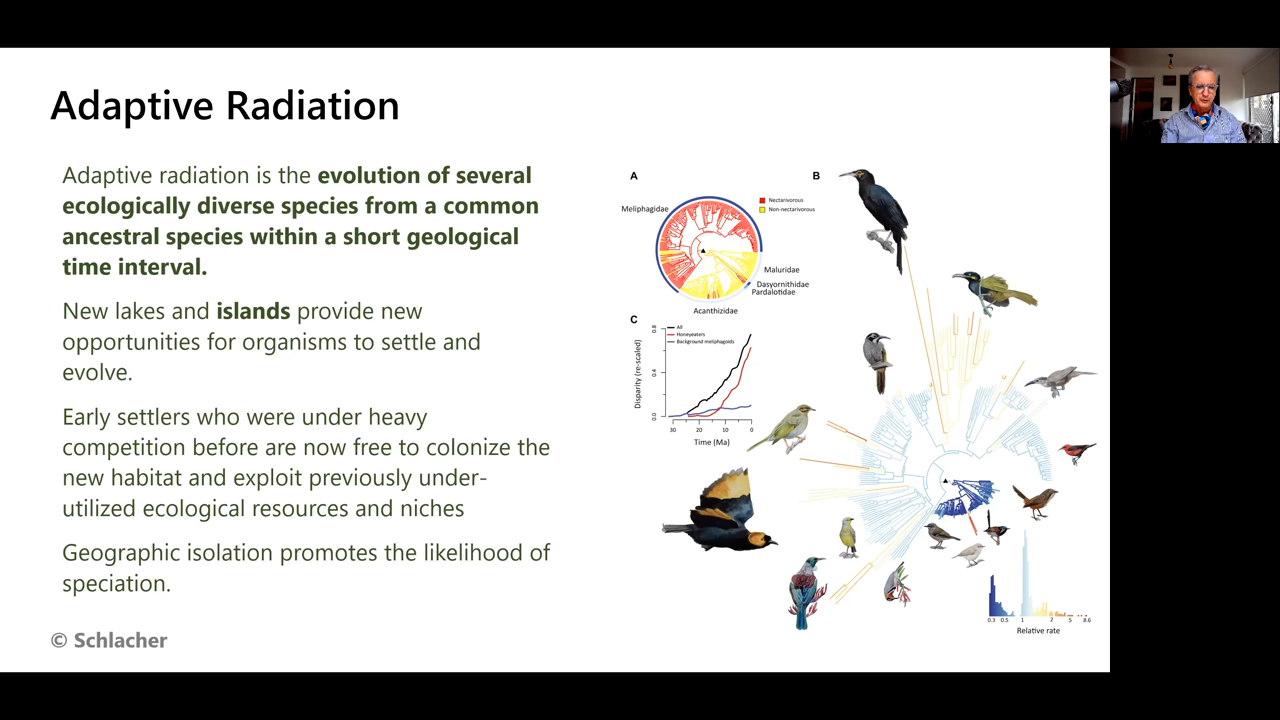 Adaptive Radiation
Adaptive radiation is the evolution of several
ecologically diverse species from a common
ancestral species within a short geological
time interval.
New lakes and islands provide new
opportunities for organisms to settle and
evolve.
Early settlers who were under heavy
competition before are now free to colonize the
new habitat and exploit previously under-
utilized ecological resources and niches
Geographic isolation promotes the likelihood of
speciation.
© Schlacher
A
Meliphagidae
Nectarivorous
Non-nectarivorous
Maluridae
Dasyornithidae
Pardalotidae
Acanthizidae
B
C
All
Honeyeaters
Background meliphagoids
Disparity (re-scaled)
0.8
0.4
0.0
30 20 10 0
Time (Ma)
0.3 0.5 1 2 5 8.6
Relative rate